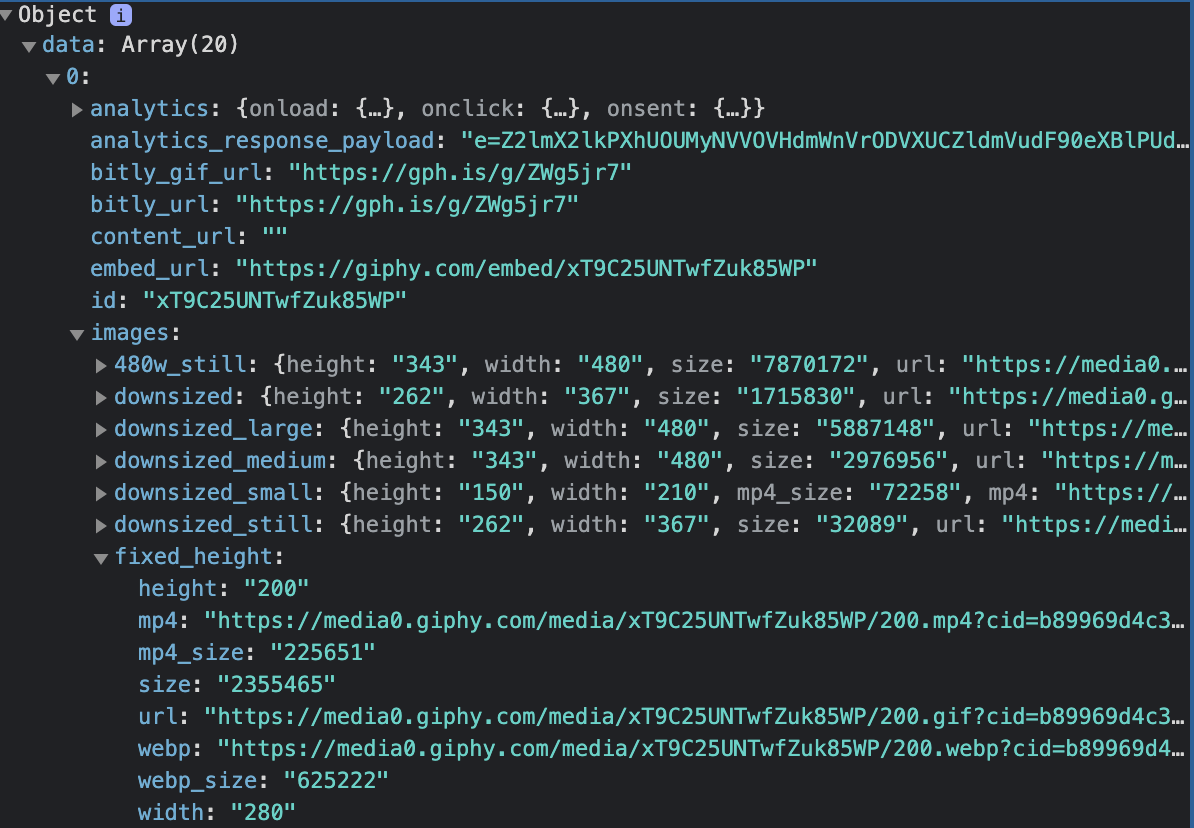 ▼Object i
▼data: Array(20)
▼0:
▶analytics: {onload: {…}, onclick: {…}, onsent: {…}}
analytics_response_payload: "e=Z2lmX2lkPXhUOUMyNVVOVHdmWnVrODVXUCZldmVudF90eXBlPUd…
bitly_gif_url: "https://gph.is/g/ZWg5jr7"
bitly_url: "https://gph.is/g/ZWg5jr7"
content_url: ""
embed_url: "https://giphy.com/embed/xT9C25UNTwfZuk85WP"
id: "xT9C25UNTwfZuk85WP"
▼images:
▶480w_still: {height: "343", width: "480", size: "7870172", url: "https://media0.…
▶downsized: {height: "262", width: "367", size: "1715830", url: "https://media0.g…
▶downsized_large: {height: "343", width: "480", size: "5887148", url: "https://me…
▶downsized_medium: {height: "343", width: "480", size: "2976956", url: "https://m…
▶downsized_small: {height: "150", width: "210", mp4_size: "72258", mp4: "https://…
▶downsized_still: {height: "262", width: "367", size: "32089", url: "https://medi…
▼fixed_height:
height: "200"
mp4: "https://media0.giphy.com/media/xT9C25UNTwfZuk85WP/200.mp4?cid=b89969d4c3…
mp4_size: "225651"
size: "2355465"
url: "https://media0.giphy.com/media/xT9C25UNTwfZuk85WP/200.gif?cid=b89969d4c3…
webp: "https://media0.giphy.com/media/xT9C25UNTwfZuk85WP/200.webp?cid=b89969d4…
webp_size: "625222"
width: "280"